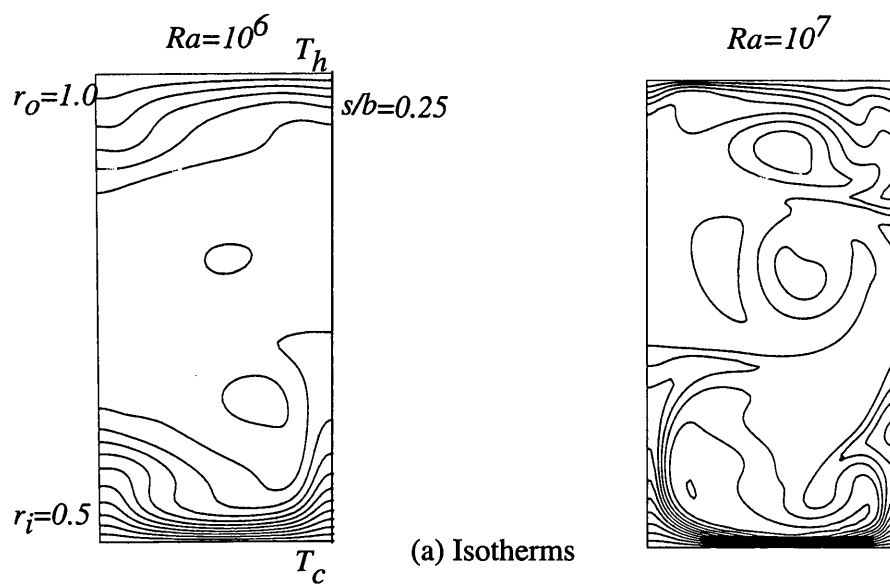 Ra=10^6
Ra=10^7
T_h
r_o=1.0
s/b=0.25
r_i=0.5
T_c
(a) Isotherms